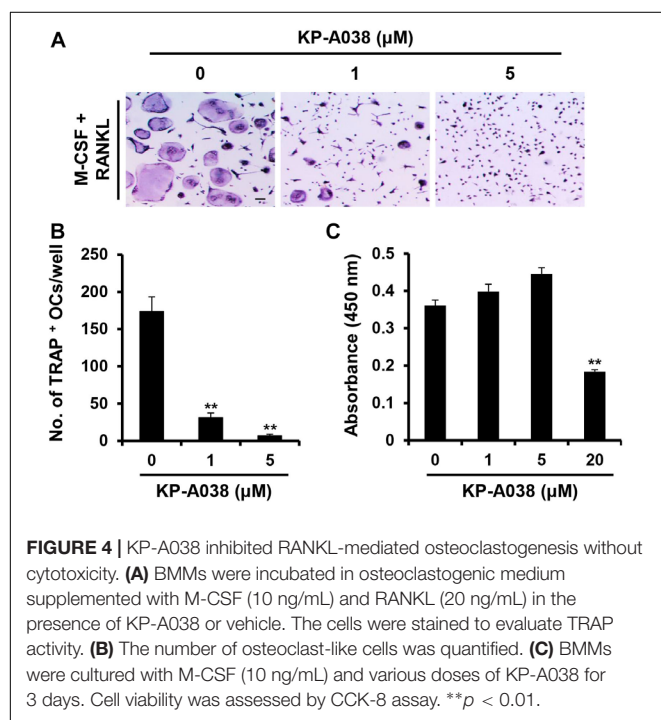 A
KP-A038 (µM)
0 1 5
M-CSF +
RANKL
B
No. of TRAP + OCs/well
250
200
150
100
50
0
**
**
0 1 5
KP-A038 (µM)
C
Absorbance (450 nm)
0.5
0.4
0.3
0.2
0.1
0
**
0 1 5 20
KP-A038 (µM)
FIGURE 4 | KP-A038 inhibited RANKL-mediated osteoclastogenesis without
cytotoxicity. (A) BMMs were incubated in osteoclastogenic medium
supplemented with M-CSF (10 ng/mL) and RANKL (20 ng/mL) in the
presence of KP-A038 or vehicle. The cells were stained to evaluate TRAP
activity. (B) The number of osteoclast-like cells was quantified. (C) BMMs
were cultured with M-CSF (10 ng/mL) and various doses of KP-A038 for
3 days. Cell viability was assessed by CCK-8 assay. **p < 0.01.